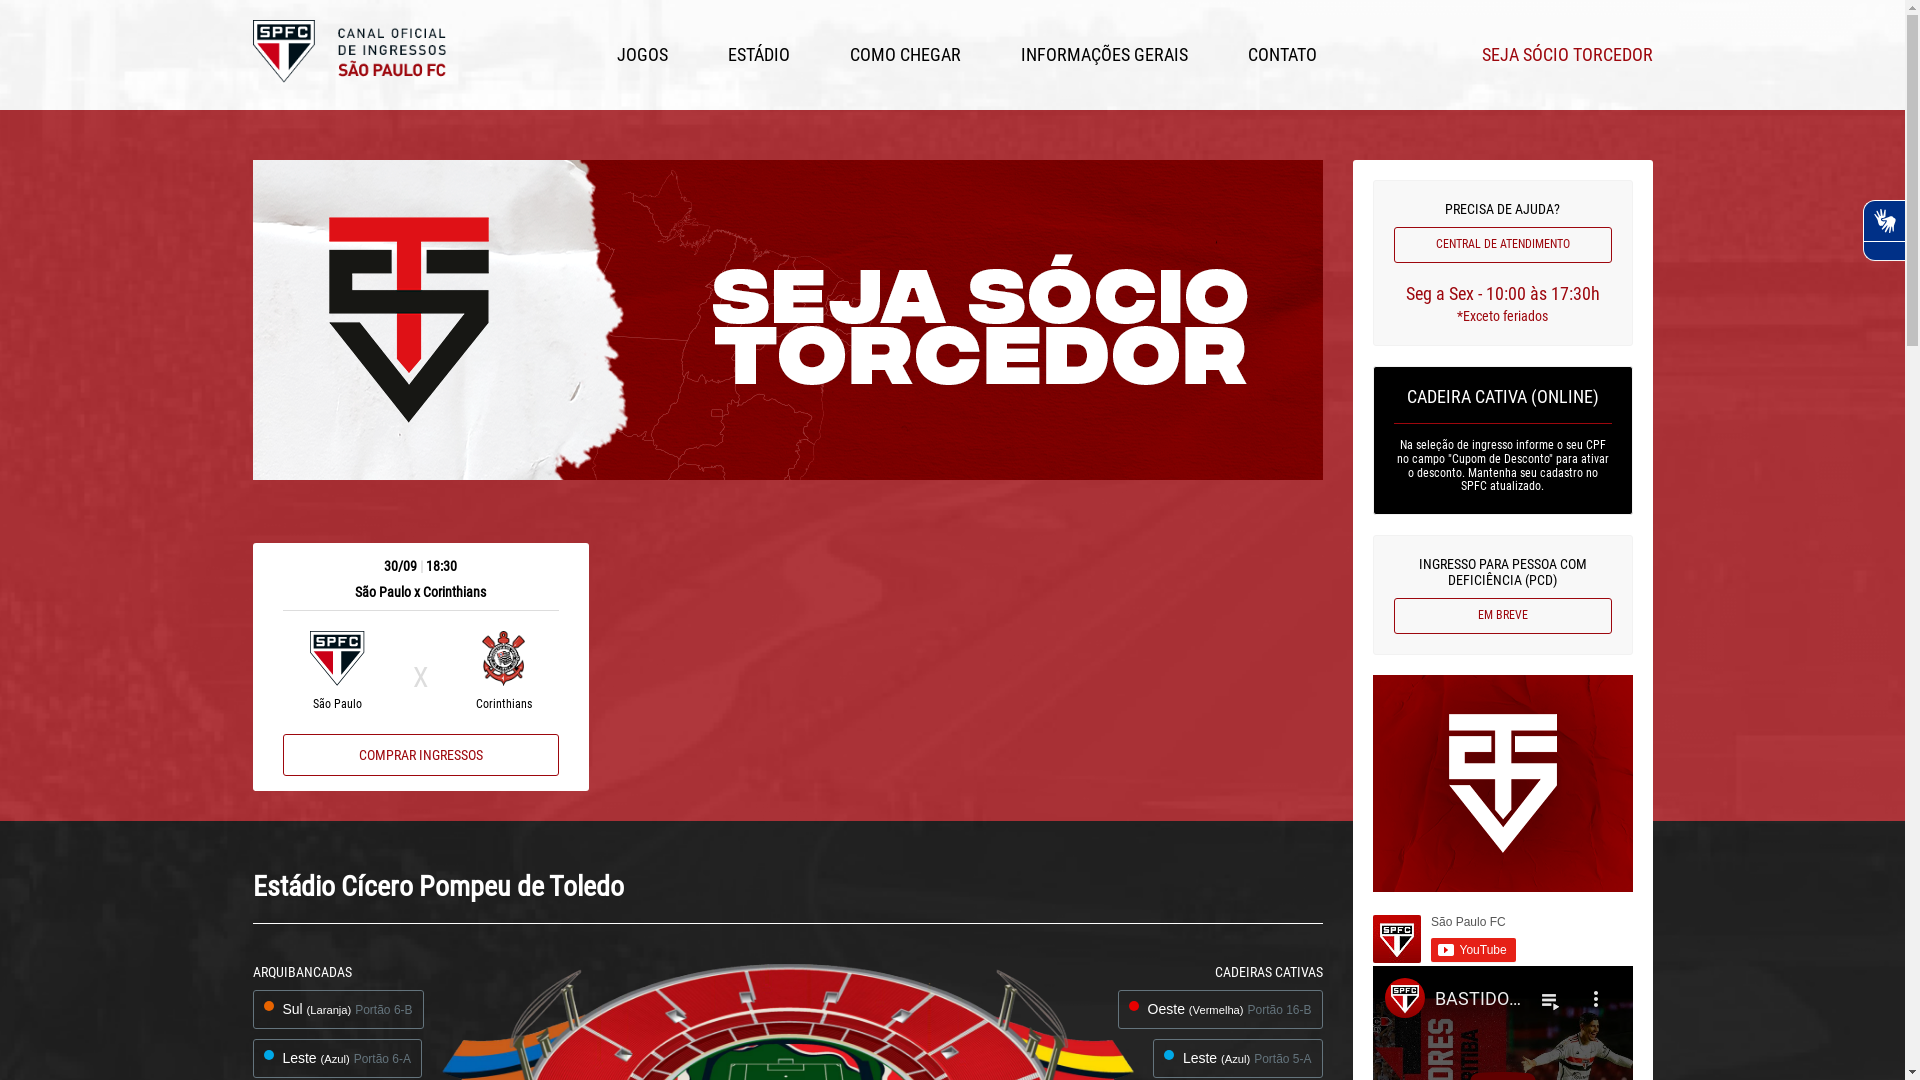 SPFC
CANAL OFICIAL
DE INGRESSOS
SÃO PAULO FC
JOGOS
ESTÁDIO
COMO CHEGAR
INFORMAÇÕES GERAIS
CONTATO
SEJA SÓCIO TORCEDOR
SEJA SÓCIO
TORCEDOR
PRECISA DE AJUDA?
CENTRAL DE ATENDIMENTO
Seg a Sex - 10:00 às 17:30h
*Exceto feriados
CADEIRA CATIVA (ONLINE)
Na seleção de ingresso informe o seu CPF
no campo "Cupom de Desconto" para ativar
o desconto. Mantenha seu cadastro no
SPFC atualizado.
INGRESSO PARA PESSOA COM
DEFICIÊNCIA (PCD)
EM BREVE
30/09 | 18:30
São Paulo x Corinthians
SPFC
X
São Paulo
Corinthians
COMPRAR INGRESSOS
Estádio Cícero Pompeu de Toledo
ARQUIBANCADAS
Sul (Laranja) Portão 6-B
Leste (Azul) Portão 6-A
CADEIRAS CATIVAS
Oeste (Vermelha) Portão 16-B
Leste (Azul) Portão 5-A
SPFC
São Paulo FC
YouTube
SPFC
BASTIDO...